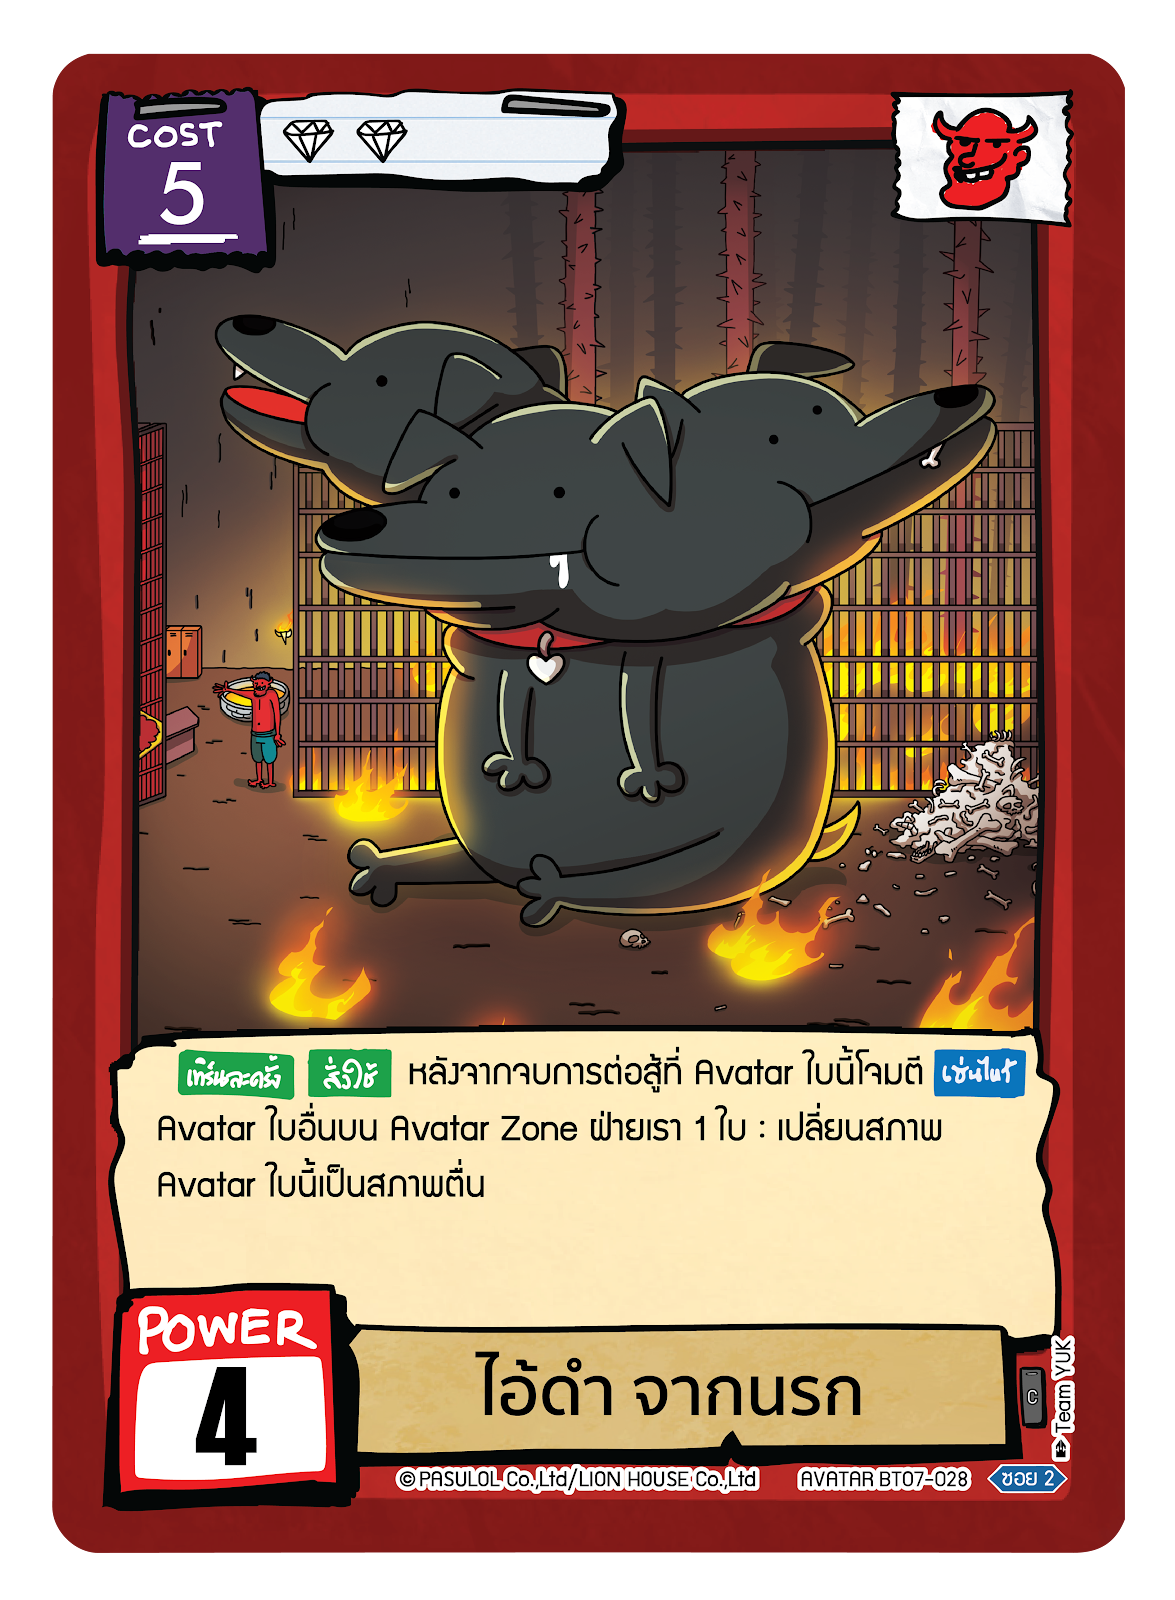 COST
5
เทิร์นละครั้ง สั่งใช้ หลังจากจบการต่อสู้ที่ Avatar ใบนี้โจมตี เซ่นไหว้
Avatar ใบอื่นบน Avatar Zone ฝ่ายเรา 1 ใบ : เปลี่ยนสภาพ
Avatar ใบนี้เป็นสภาพตื่น
POWER
4
ไอ้ดำ จากนรก
C
Team YUK
© PASULOL Co.,Ltd/LION HOUSE Co.,Ltd AVATAR BT07-028 ซอย 2